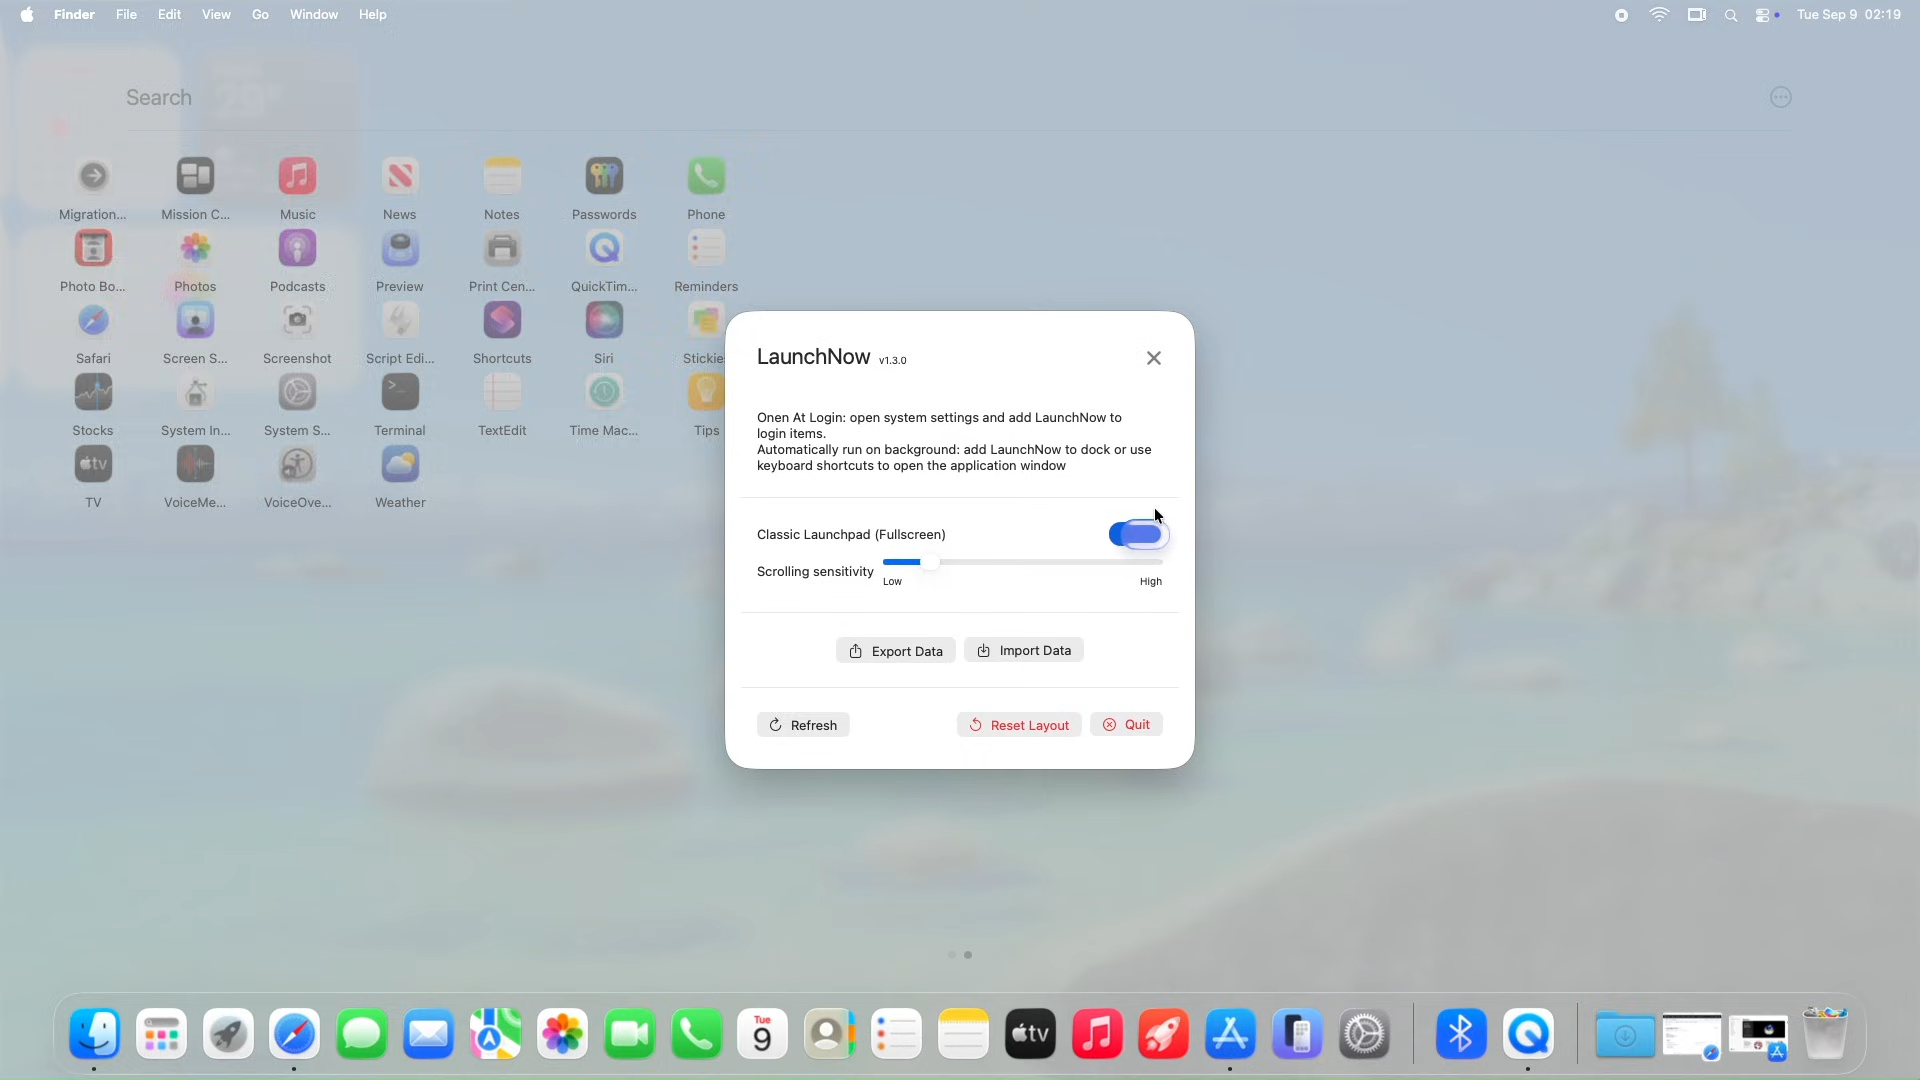 Finder File Edit View Go Window Help Tue Sep 9 02:19
Search
Migration... Mission C... Music News Notes Passwords Phone
Photo Bo... Photos Podcasts Preview Print Cen... QuickTim... Reminders
Safari Screen S... Screenshot Script Edi... Shortcuts Siri Stickie
Stocks System In... System S... Terminal TextEdit Time Mac... Tips
TV VoiceMe... VoiceOve... Weather
LaunchNow v1.3.0
Onen At Login: open system settings and add LaunchNow to
login items.
Automatically run on background: add LaunchNow to dock or use
keyboard shortcuts to open the application window
Classic Launchpad (Fullscreen)
Scrolling sensitivity
Low High
Export Data Import Data
Refresh Reset Layout Quit
Tue
9
tv